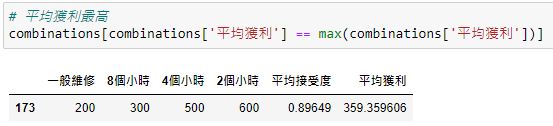 # 平均獲利最高
combinations[combinations['平均獲利'] == max(combinations['平均獲利'])]
一般維修 8個小時 4個小時 2個小時 平均接受度 平均獲利
173 200 300 500 600 0.89649 359.359606